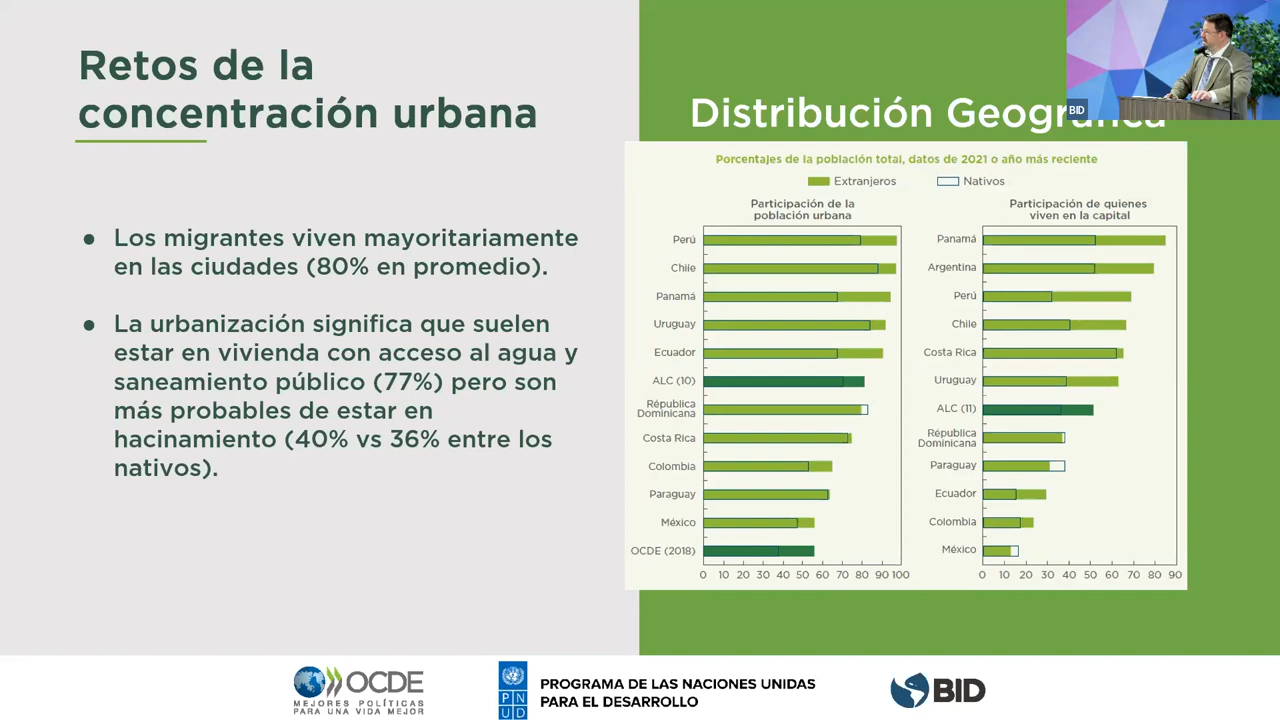 Retos de la
concentración urbana
Los migrantes viven mayoritariamente
en las ciudades (80% en promedio).
La urbanización significa que suelen
estar en vivienda con acceso al agua y
saneamiento público (77%) pero son
más probables de estar en
hacinamiento (40% vs 36% entre los
nativos).
Distribución Geográfica
BID
Porcentajes de la población total, datos de 2021 o año más reciente
Extranjeros Nativos
Participación de la
población urbana
Perú
Chile
Panamá
Uruguay
Ecuador
ALC (10)
Républica
Dominicana
Costa Rica
Colombia
Paraguay
México
OCDE (2018)
0 10 20 30 40 50 60 70 80 90 100
Participación de quienes
viven en la capital
Panamá
Argentina
Perú
Chile
Costa Rica
Uruguay
ALC (11)
Républica
Dominicana
Paraguay
Ecuador
Colombia
México
0 10 20 30 40 50 60 70 80 90
OCDE
MEJORES POLÍTICAS
PARA UNA VIDA MEJOR
P N
U D
PROGRAMA DE LAS NACIONES UNIDAS
PARA EL DESARROLLO
BID